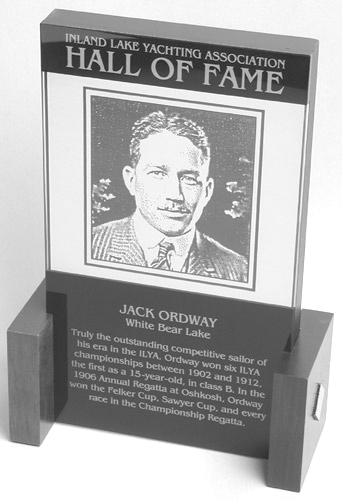 INLAND LAKE YACHTING ASSOCIATION
HALL OF FAME
JACK ORDWAY
White Bear Lake
Truly the outstanding competitive sailor of
his era in the ILYA. Ordway won six ILYA
championships between 1902 and 1912,
the first as a 15-year-old, in class B. In the
1906 Annual Regatta at Oshkosh, Ordway
won the Felker Cup, Sawyer Cup, and every
race in the Championship Regatta.